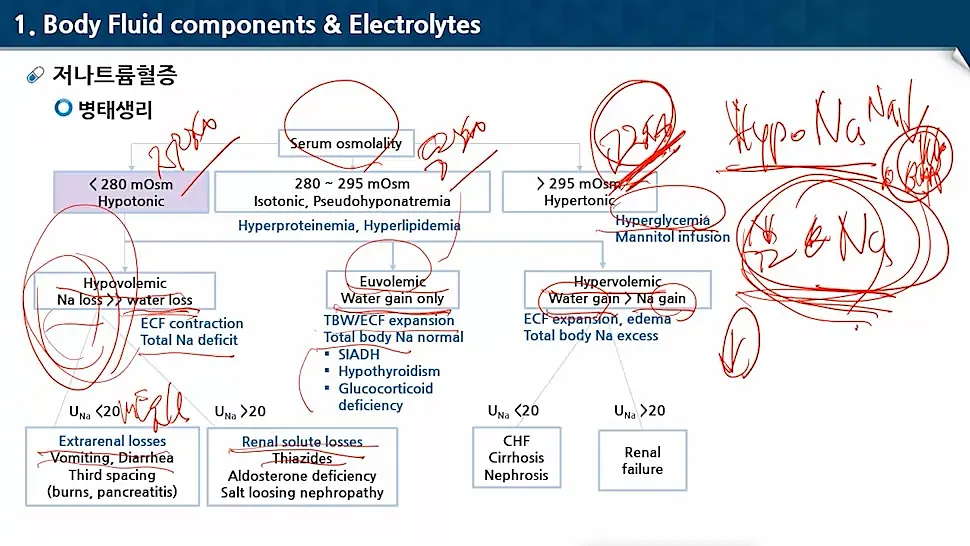 1. Body Fluid components & Electrolytes
저나트륨혈증
병태생리
Serum osmolality
< 280 mOsm
Hypotonic
280 ~ 295 mOsm
Isotonic, Pseudohyponatremia
> 295 mOsm
Hypertonic
Hyperproteinemia, Hyperlipidemia
Hyperglycemia
Mannitol infusion
Hypo Na
Na
Na
Hypovolemic
Na loss >> water loss
ECF contraction
Total Na deficit
Euvolemic
Water gain only
TBW/ECF expansion
Total body Na normal
▪ SIADH
▪ Hypothyroidism
▪ Glucocorticoid
deficiency
Hypervolemic
Water gain > Na gain
ECF expansion, edema
Total body Na excess
UNa <20
UNa >20
UNa <20
UNa >20
Extrarenal losses
Vomiting, Diarrhea
Third spacing
(burns, pancreatitis)
Renal solute losses
Thiazides
Aldosterone deficiency
Salt loosing nephropathy
CHF
Cirrhosis
Nephrosis
Renal
failure